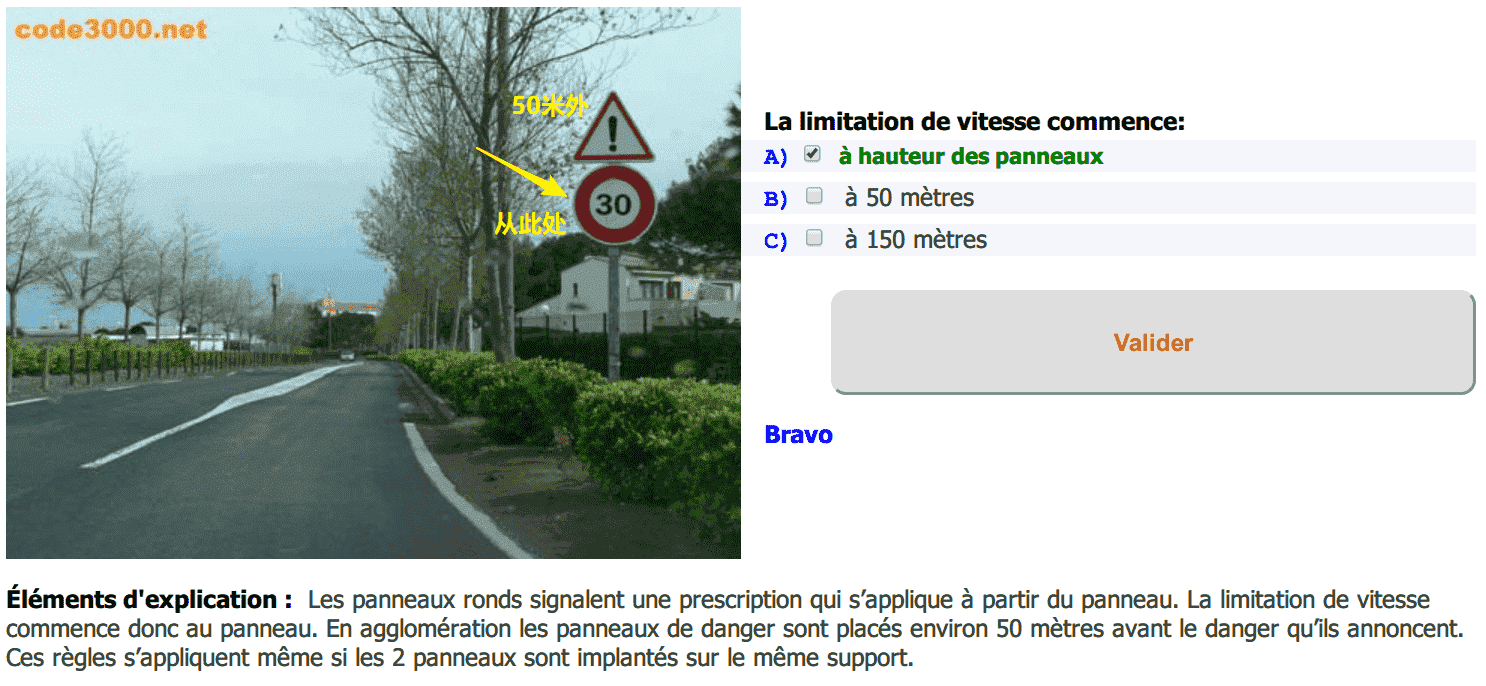 code3000.net
50米外
30
从此处
La limitation de vitesse commence:
A) à hauteur des panneaux
B) à 50 mètres
C) à 150 mètres
Valider
Bravo
Éléments d'explication : Les panneaux ronds signalent une prescription qui s’applique à partir du panneau. La limitation de vitesse
commence donc au panneau. En agglomération les panneaux de danger sont placés environ 50 mètres avant le danger qu’ils annoncent.
Ces règles s’appliquent même si les 2 panneaux sont implantés sur le même support.